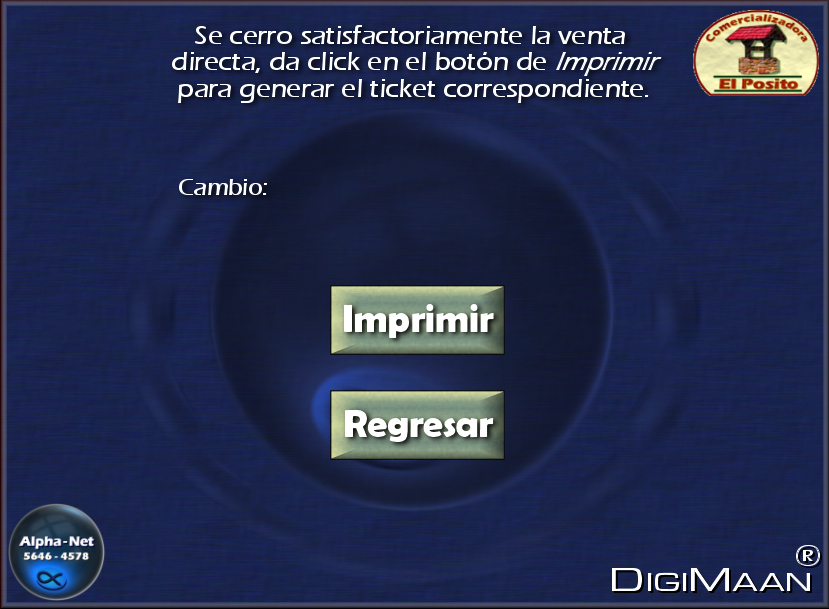 Se cerro satisfactoriamente la venta
directa, da click en el botón de Imprimir
para generar el ticket correspondiente.
Comercializadora
El Posito
Cambio:
Imprimir
Regresar
Alpha-Net
5646 - 4578
DIGIMAAN®